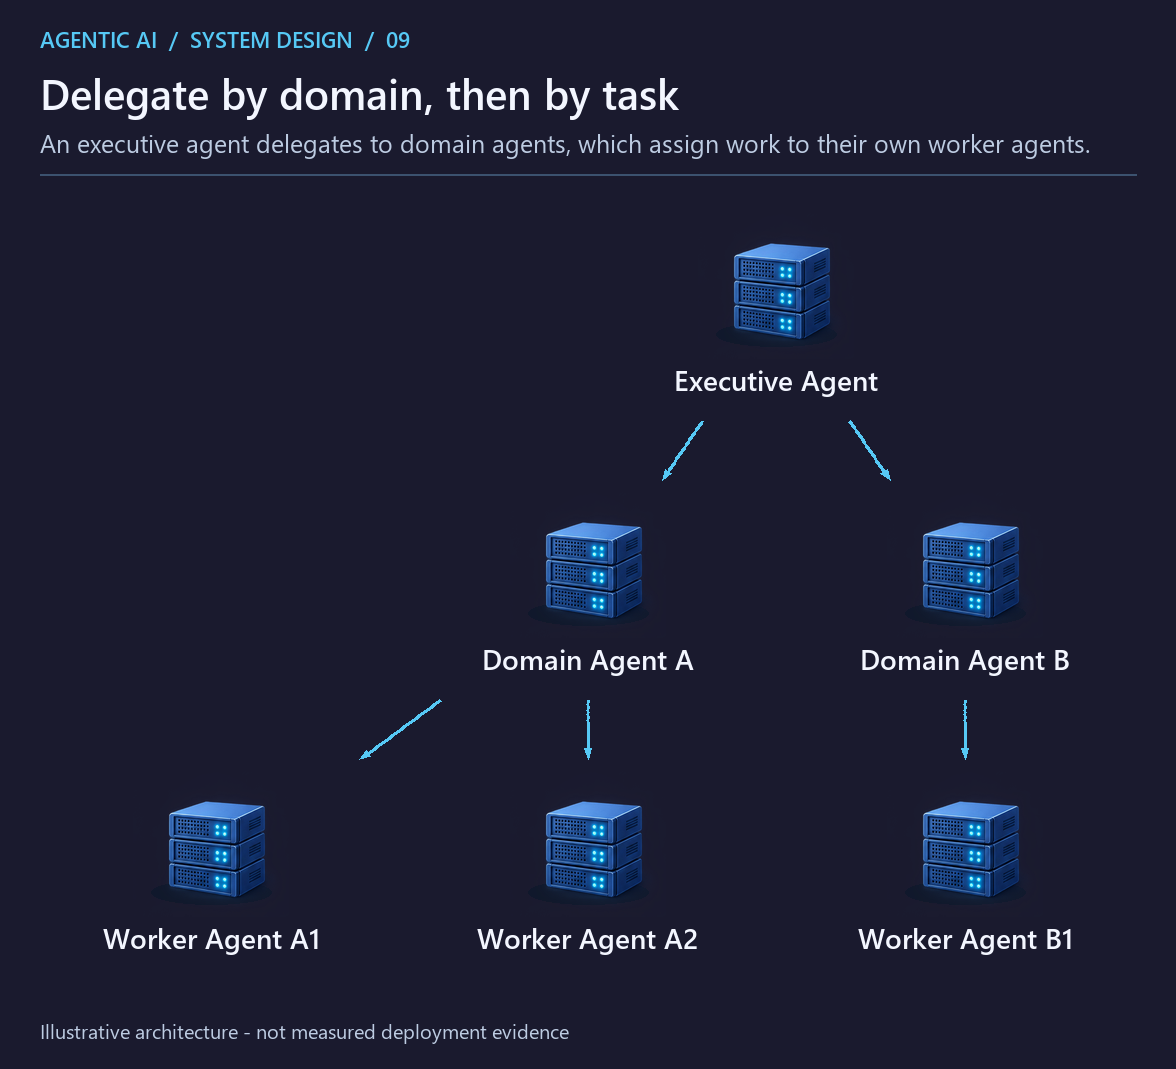 AGENTIC AI / SYSTEM DESIGN / 09
Delegate by domain, then by task
An executive agent delegates to domain agents, which assign work to their own worker agents.
Executive Agent
Domain Agent A
Domain Agent B
Worker Agent A1
Worker Agent A2
Worker Agent B1
Illustrative architecture - not measured deployment evidence